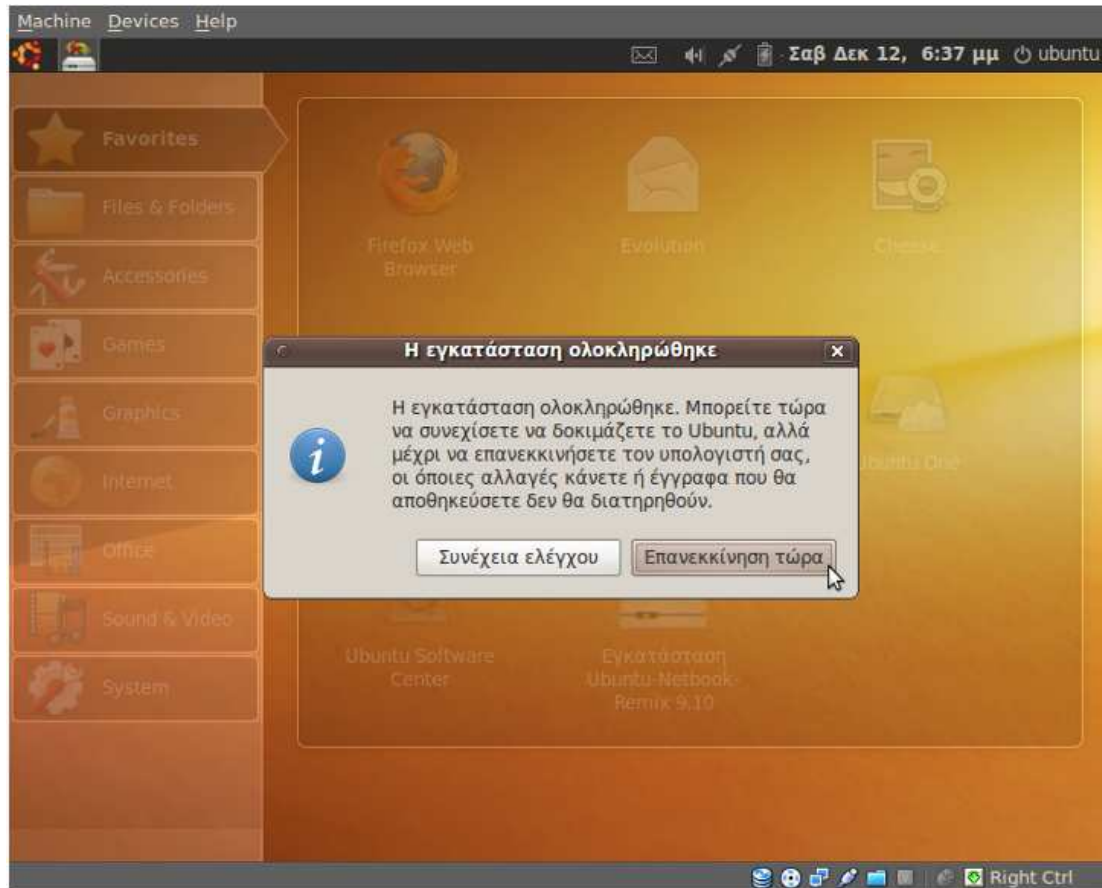 Machine Devices Help
Σαβ Δεκ 12, 6:37 μμ ubuntu
Favorites
Files & Folders
Accessories
Games
Graphics
Internet
Office
Sound & Video
System
Firefox Web
Browser
Evolution
Cheese
Η εγκατάσταση ολοκληρώθηκε
Η εγκατάσταση ολοκληρώθηκε. Μπορείτε τώρα
να συνεχίσετε να δοκιμάζετε το Ubuntu, αλλά
μέχρι να επανεκκινήσετε τον υπολογιστή σας,
οι όποιες αλλαγές κάνετε ή έγγραφα που θα
αποθηκεύσετε δεν θα διατηρηθούν.
Συνέχεια ελέγχου
Επανεκκίνηση τώρα
Ubuntu One
Ubuntu Software
Center
Εγκατάσταση
Ubuntu-Netbook-
Remix 9.10
Right Ctrl